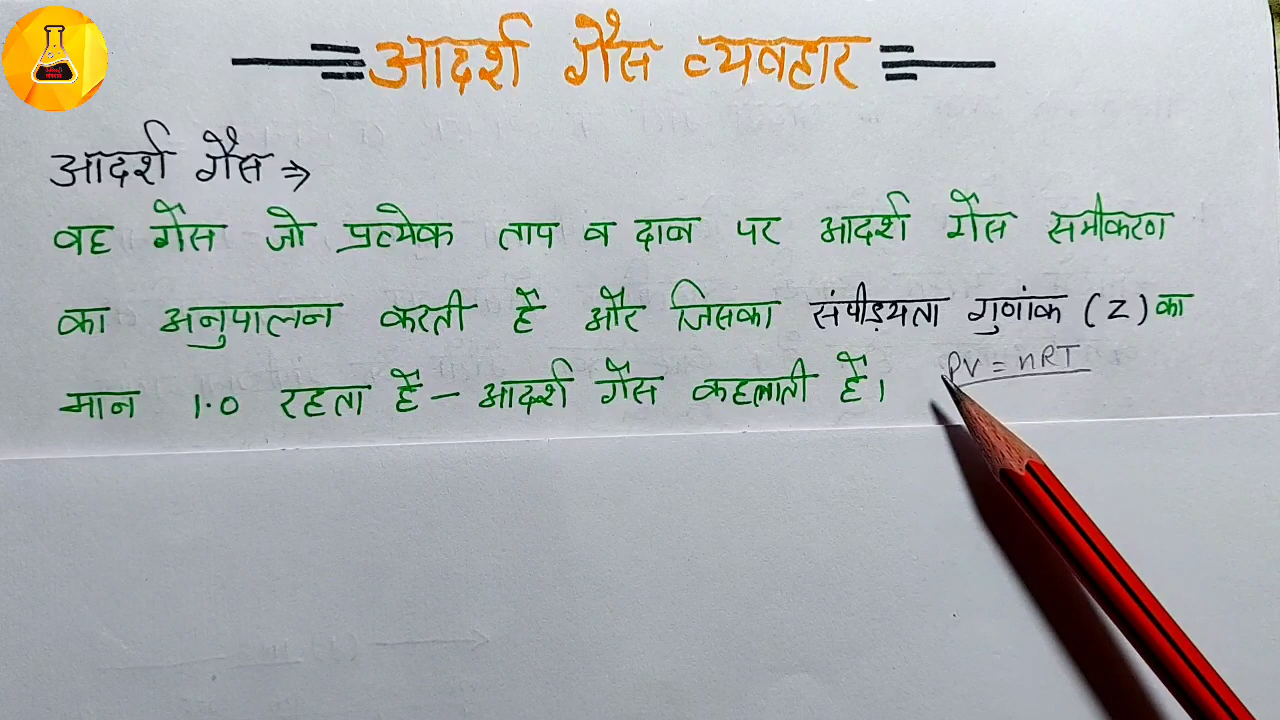 आदर्श गैस व्यवहार
आदर्श गैस ⇒
वह गैस जो प्रत्येक ताप व दाब पर आदर्श गैस समीकरण
का अनुपालन करती है और जिसका संपीड़यता गुणांक (Z) का
मान 1.0 रहता है - आदर्श गैस कहलाती है।
PV = nRT